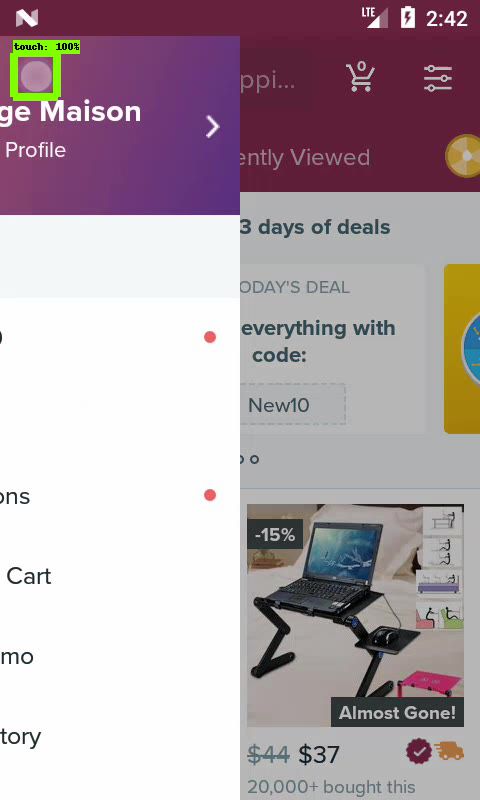 LTE 2:42
touch: 100%
ge Maison
Profile
0
ppi...
ently Viewed
3 days of deals
ODAY'S DEAL
everything with
code:
New10
ons
Cart
mo
tory
-15%
Almost Gone!
$44 $37
20,000+ bought this